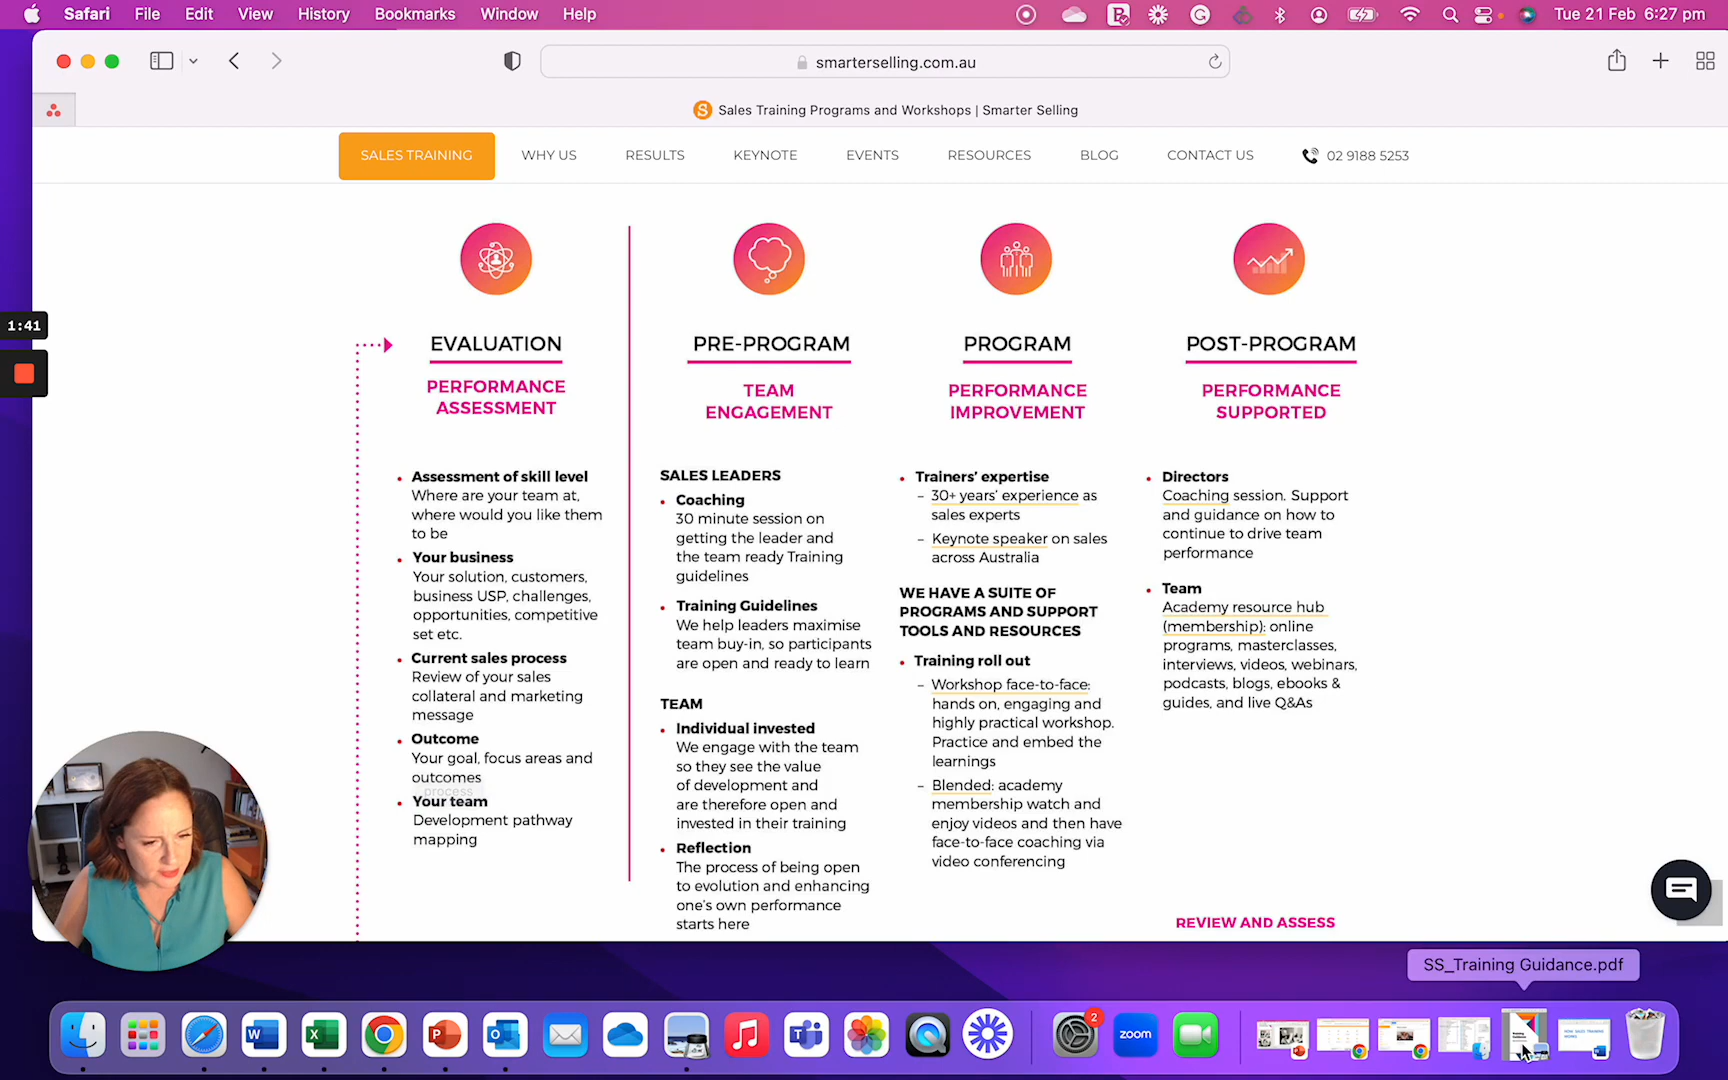 Safari File Edit View History Bookmarks Window Help
Tue 21 Feb 6:27 pm
smarterselling.com.au
S Sales Training Programs and Workshops | Smarter Selling
SALES TRAINING WHY US RESULTS KEYNOTE EVENTS RESOURCES BLOG CONTACT US 02 9188 5253
1:41
EVALUATION
PERFORMANCE
ASSESSMENT
• Assessment of skill level
Where are your team at,
where would you like them
to be
• Your business
Your solution, customers,
business USP, challenges,
opportunities, competitive
set etc.
• Current sales process
Review of your sales
collateral and marketing
message
• Outcome
Your goal, focus areas and
outcomes
process
• Your team
Development pathway
mapping
PRE-PROGRAM
TEAM
ENGAGEMENT
SALES LEADERS
• Coaching
30 minute session on
getting the leader and
the team ready Training
guidelines
• Training Guidelines
We help leaders maximise
team buy-in, so participants
are open and ready to learn
TEAM
• Individual invested
We engage with the team
so they see the value
of development and
are therefore open and
invested in their training
• Reflection
The process of being open
to evolution and enhancing
one's own performance
starts here
PROGRAM
PERFORMANCE
IMPROVEMENT
• Trainers' expertise
– 30+ years' experience as
sales experts
– Keynote speaker on sales
across Australia
WE HAVE A SUITE OF
PROGRAMS AND SUPPORT
TOOLS AND RESOURCES
• Training roll out
– Workshop face-to-face:
hands on, engaging and
highly practical workshop.
Practice and embed the
learnings
– Blended: academy
membership watch and
enjoy videos and then have
face-to-face coaching via
video conferencing
POST-PROGRAM
PERFORMANCE
SUPPORTED
• Directors
Coaching session. Support
and guidance on how to
continue to drive team
performance
• Team
Academy resource hub
(membership): online
programs, masterclasses,
interviews, videos, webinars,
podcasts, blogs, ebooks &
guides, and live Q&As
REVIEW AND ASSESS
SS_Training Guidance.pdf
2
zoom